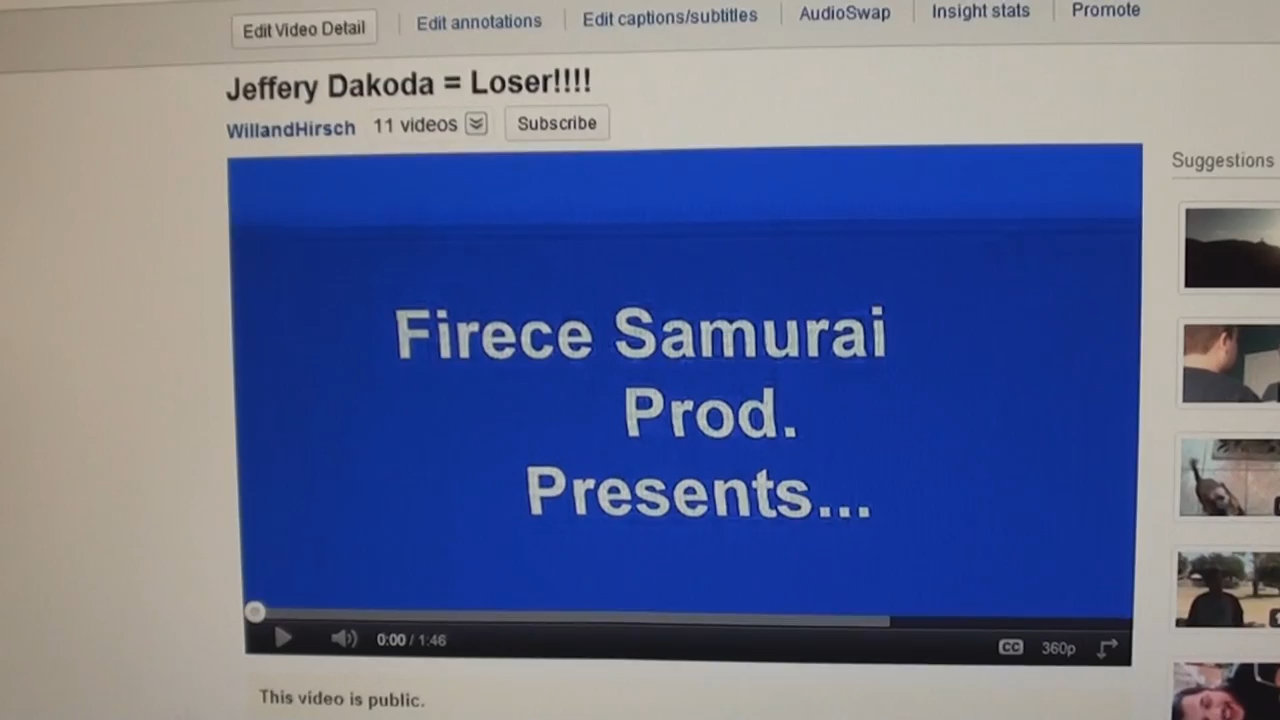 Edit Video Detail Edit annotations Edit captions/subtitles AudioSwap Insight stats Promote
Jeffery Dakoda = Loser!!!!
WillandHirsch 11 videos Subscribe
Suggestions
Firece Samurai
Prod.
Presents...
0:00 / 1:46 CC 360p
This video is public.